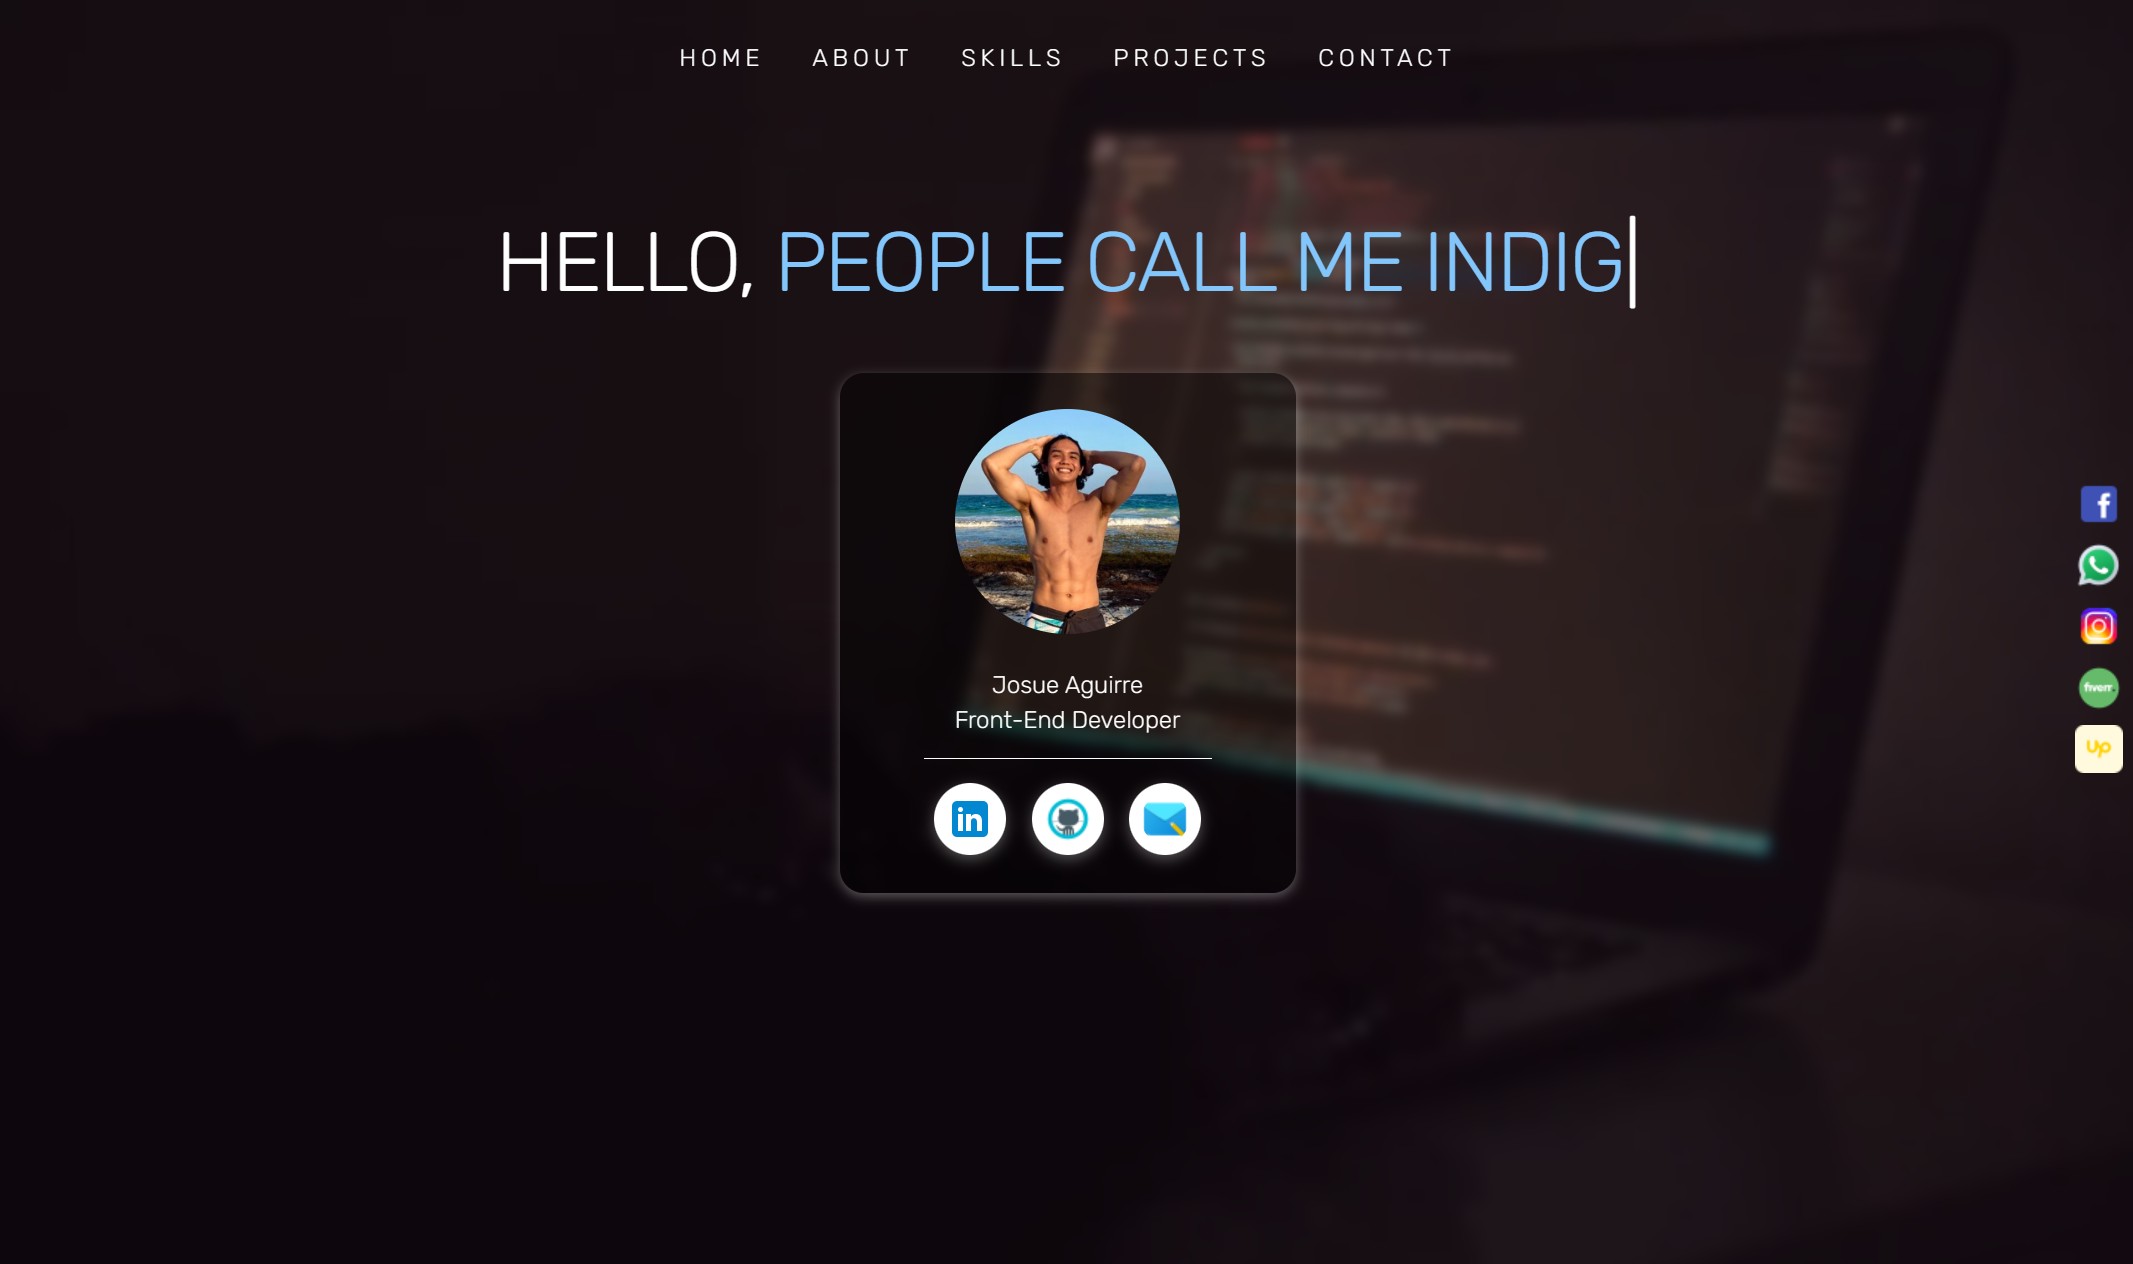 HOME ABOUT SKILLS PROJECTS CONTACT
HELLO, PEOPLE CALL ME INDIG
Josue Aguirre
Front-End Developer
in
f
fiverr.
Up